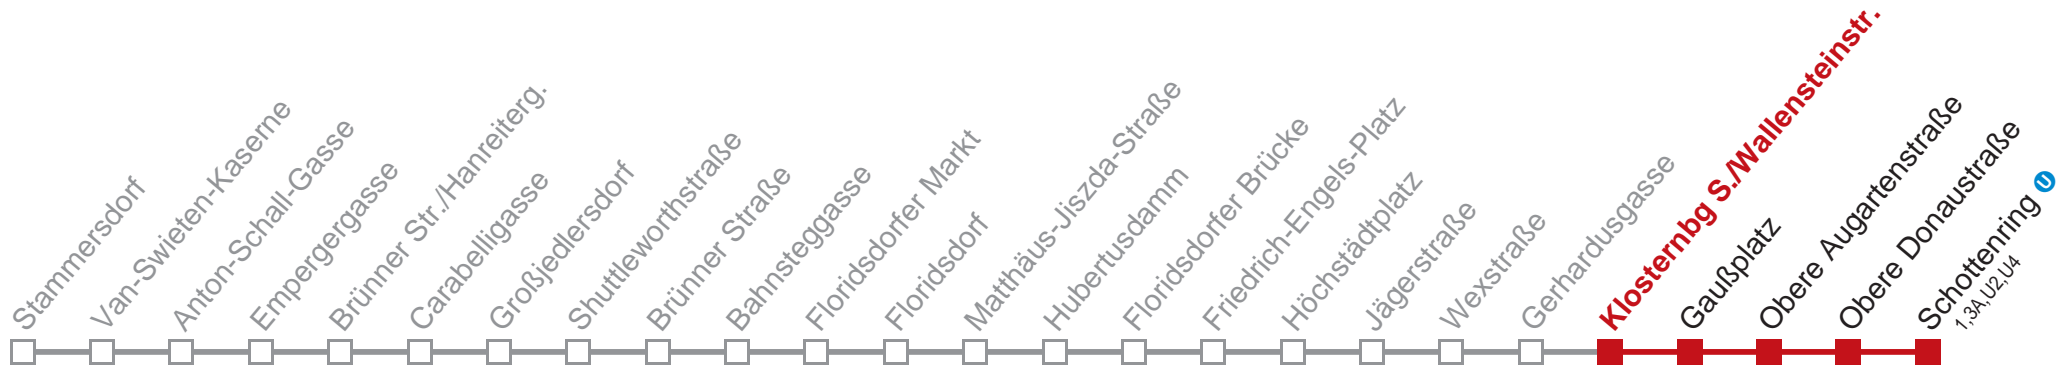 Stammersdorf
Van-Swieten-Kaserne
Anton-Schall-Gasse
Empergergasse
Brünner Str./Hanreiterg.
Carabelligasse
Großjedlersdorf
Shuttleworthstraße
Brünner Straße
Bahnsteggasse
Floridsdorfer Markt
Floridsdorf
Matthäus-Jiszda-Straße
Hubertusdamm
Floridsdorfer Brücke
Friedrich-Engels-Platz
Höchstädtplatz
Jägerstraße
Wexstraße
Gerhardusgasse
Klosternbg S./Wallensteinstr.
Gaußplatz
Obere Augartenstraße
Obere Donaustraße
Schottenring U
1,3A,U2,U4